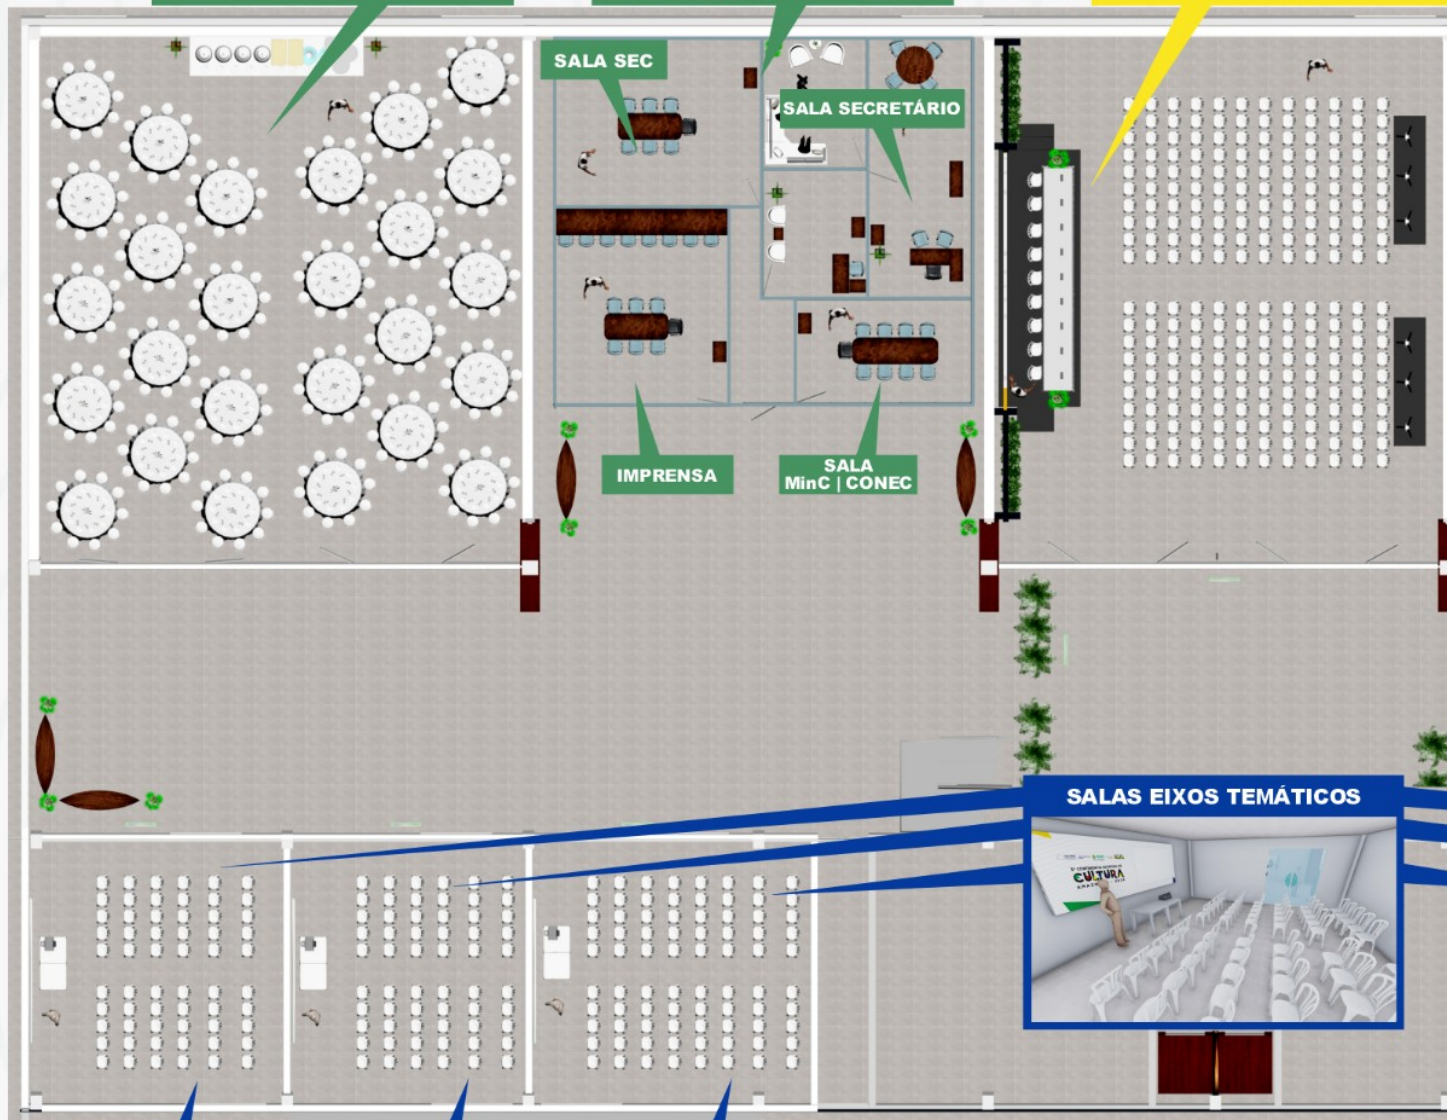 SALA SEC
SALA SECRETÁRIO
IMPRENSA
SALA
MinC | CONEC
SALAS EIXOS TEMÁTICOS
CULTURA